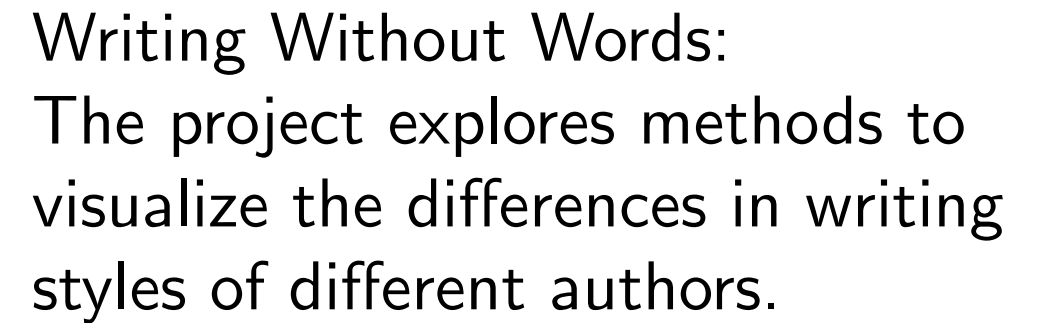 Writing Without Words:
The project explores methods to
visualize the differences in writing
styles of different authors.